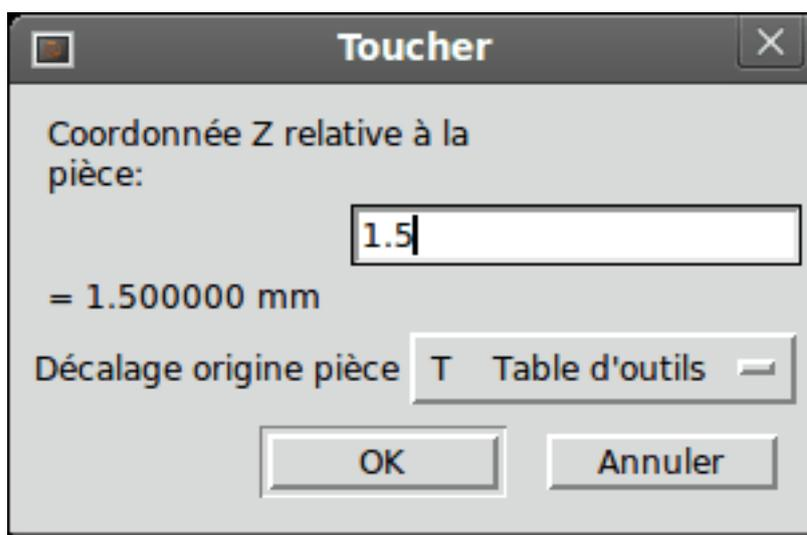 Toucher
Coordonnée Z relative à la
pièce:
1.5
= 1.500000 mm
Décalage origine pièce T Table d'outils
OK Annuler